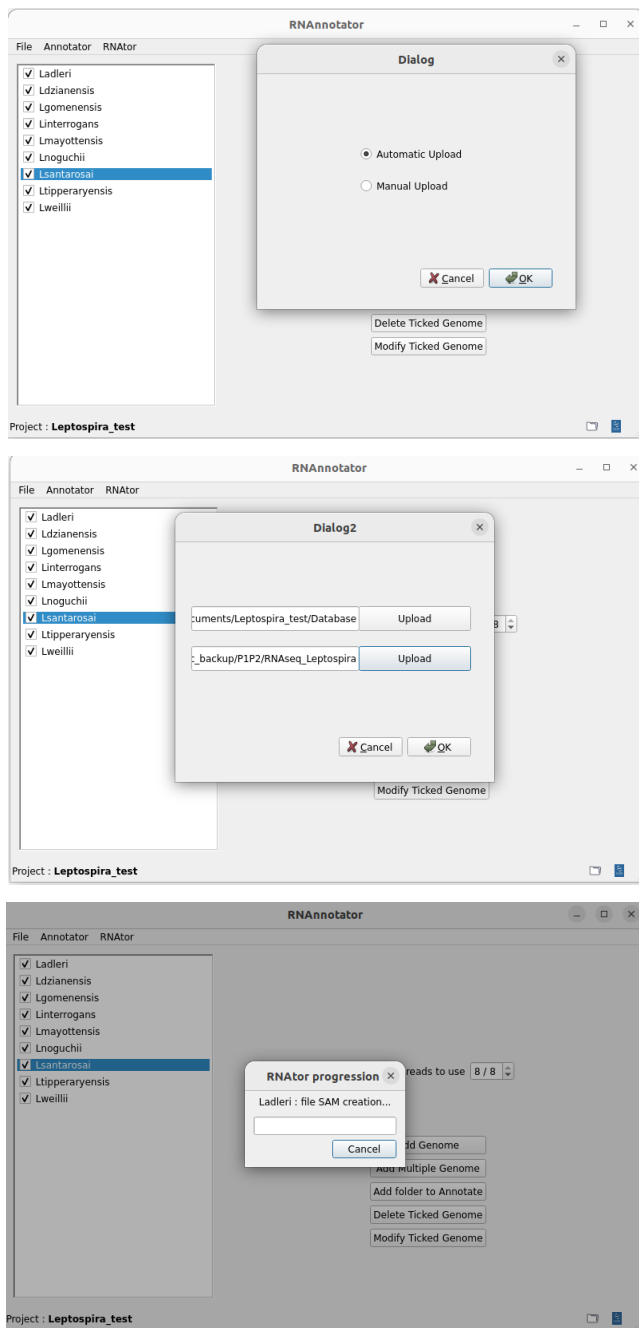 RNAnnotator
File Annotator RNAtor
Dialog
Ladleri
Ldzianensis
Lgomenensis
Linterrogans
Lmayottensis
Lnoguchii
Lsantarosai
Ltipperaryensis
Lweillii
Automatic Upload
Manual Upload
Cancel OK
Delete Ticked Genome
Modify Ticked Genome
Project : Leptospira_test
RNAnnotator
File Annotator RNAtor
Dialog2
Ladleri
Ldzianensis
Lgomenensis
Linterrogans
Lmayottensis
Lnoguchii
Lsantarosai
Ltipperaryensis
Lweillii
cuments/Leptospira_test/Database Upload
8
c_backup/P1P2/RNAseq_Leptospira Upload
Cancel OK
Modify Ticked Genome
Project : Leptospira_test
RNAnnotator
File Annotator RNAtor
Ladleri
Ldzianensis
Lgomenensis
Linterrogans
Lmayottensis
Lnoguchii
Lsantarosai
Ltipperaryensis
Lweillii
RNAtor progression
reads to use 8 / 8
Ladleri : file SAM creation...
Cancel
dd Genome
Add Multiple Genome
Add folder to Annotate
Delete Ticked Genome
Modify Ticked Genome
Project : Leptospira_test